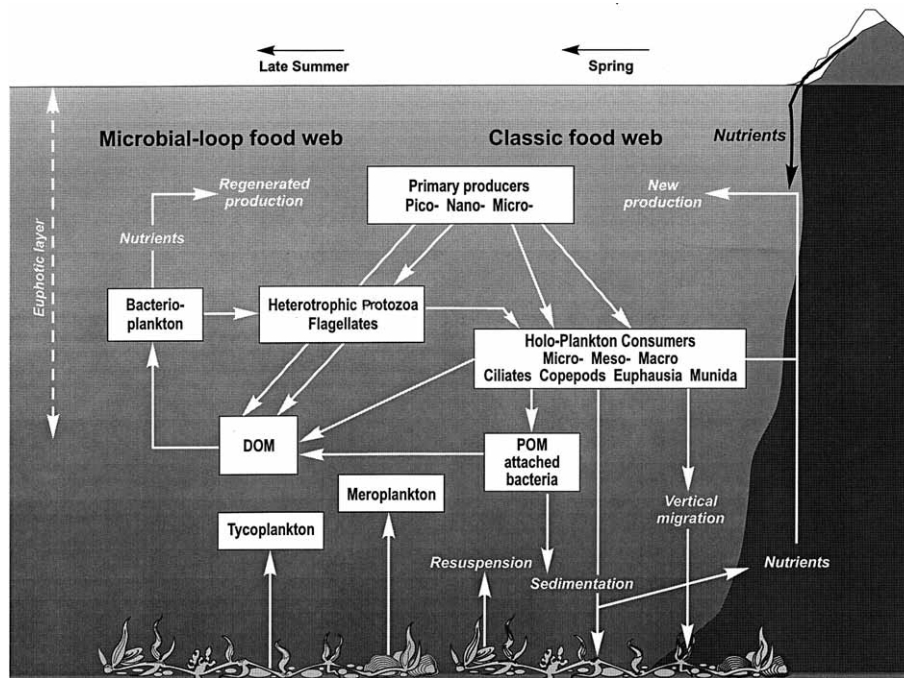 Late Summer
Spring
Microbial-loop food web
Classic food web
Nutrients
Primary producers
Pico- Nano- Micro-
Regenerated
production
New
production
Nutrients
Euphotic layer
Bacterio-
plankton
Heterotrophic Protozoa
Flagellates
Holo-Plankton Consumers
Micro- Meso- Macro
Ciliates Copepods Euphausia Munida
DOM
POM
attached
bacteria
Meroplankton
Vertical
migration
Tycoplankton
Resuspension
Sedimentation
Nutrients